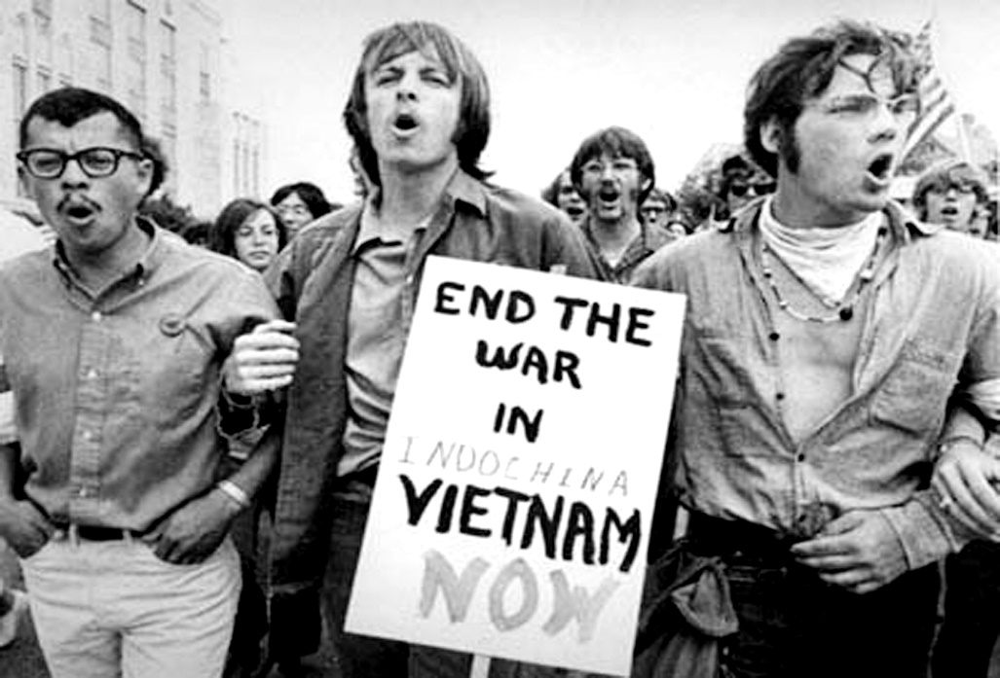 END THE
WAR
IN
INDOCHINA
VIETNAM
NOW